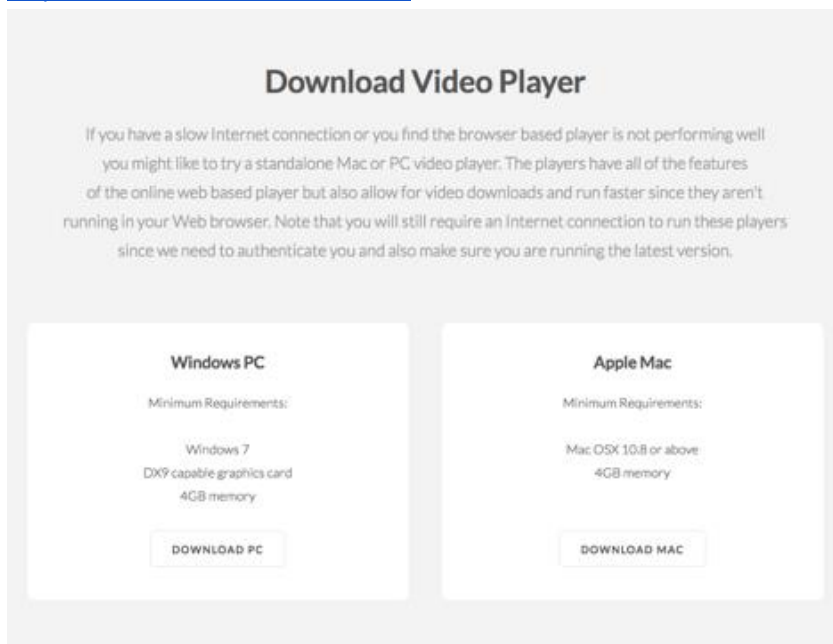 Download Video Player
If you have a slow Internet connection or you find the browser based player is not performing well
you might like to try a standalone Mac or PC video player. The players have all of the features
of the online web based player but also allow for video downloads and run faster since they aren't
running in your Web browser. Note that you will still require an Internet connection to run these players
since we need to authenticate you and also make sure you are running the latest version.
Windows PC
Minimum Requirements:
Windows 7
DX9 capable graphics card
4GB memory
DOWNLOAD PC
Apple Mac
Minimum Requirements:
Mac OSX 10.8 or above
4GB memory
DOWNLOAD MAC